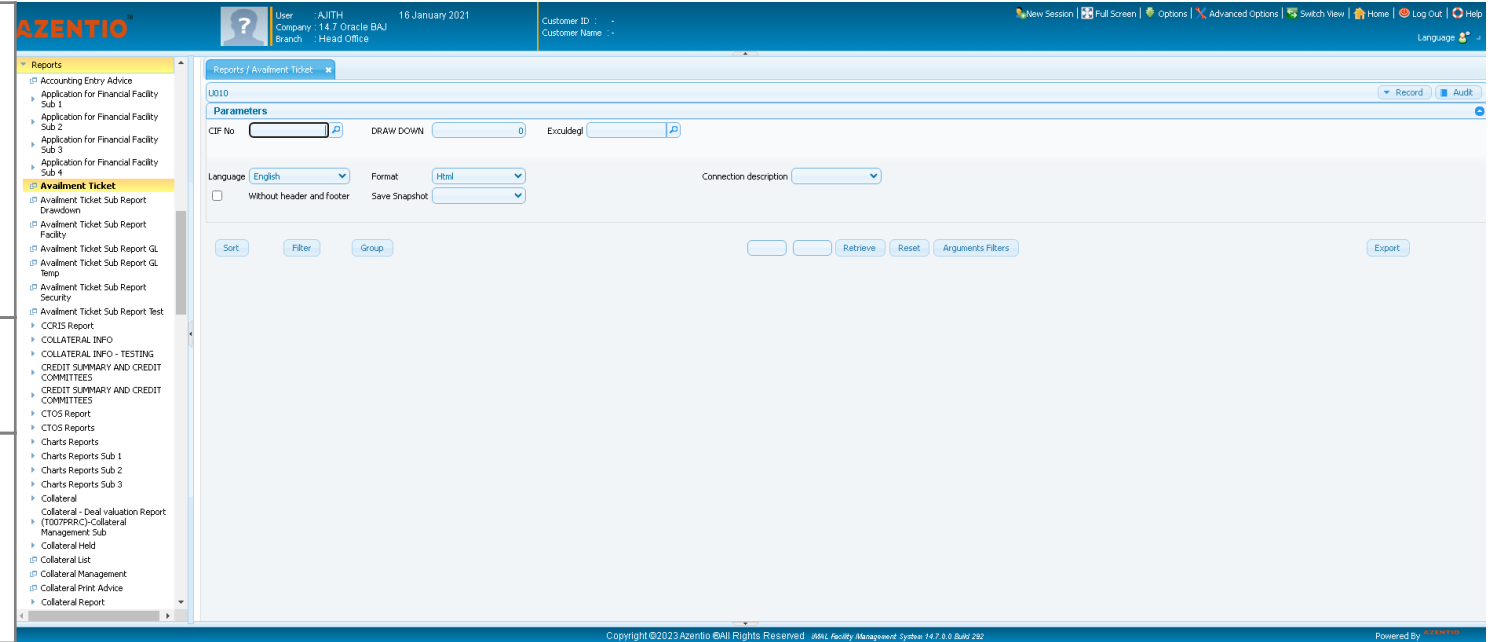 AZENTIO
User : AJITH 16 January 2021
Company : 14.7 Oracle BAJ
Branch : Head Office
Customer ID : -
Customer Name : -
New Session | Full Screen | Options | Advanced Options | Switch View | Home | Log Out | Help
Language
Reports
Accounting Entry Advice
Application for Financial Facility
Sub 1
Application for Financial Facility
Sub 2
Application for Financial Facility
Sub 3
Application for Financial Facility
Sub 4
Availment Ticket
Availment Ticket Sub Report
Drawdown
Availment Ticket Sub Report
Facility
Availment Ticket Sub Report GL
Availment Ticket Sub Report GL
Temp
Availment Ticket Sub Report
Security
Availment Ticket Sub Report Test
CCRIS Report
COLLATERAL INFO
COLLATERAL INFO - TESTING
CREDIT SUMMARY AND CREDIT
COMMITTEES
CREDIT SUMMARY AND CREDIT
COMMITTEES
CTOS Report
CTOS Reports
Charts Reports
Charts Reports Sub 1
Charts Reports Sub 2
Charts Reports Sub 3
Collateral
Collateral - Deal valuation Report
(T007PRRC)-Collateral
Management Sub
Collateral Held
Collateral List
Collateral Management
Collateral Print Advice
Collateral Report
Reports / Availment Ticket x
U010
Record Audit
Parameters
CIF No DRAW DOWN 0 Exculdegl
Language English Format Html Connection description
Without header and footer Save Snapshot
Sort Filter Group Retrieve Reset Arguments Filters Export
Copyright ©2023 Azentio ®All Rights Reserved iMAL Facility Management System 14.7.0.0 Build 292
Powered By AZENTIO